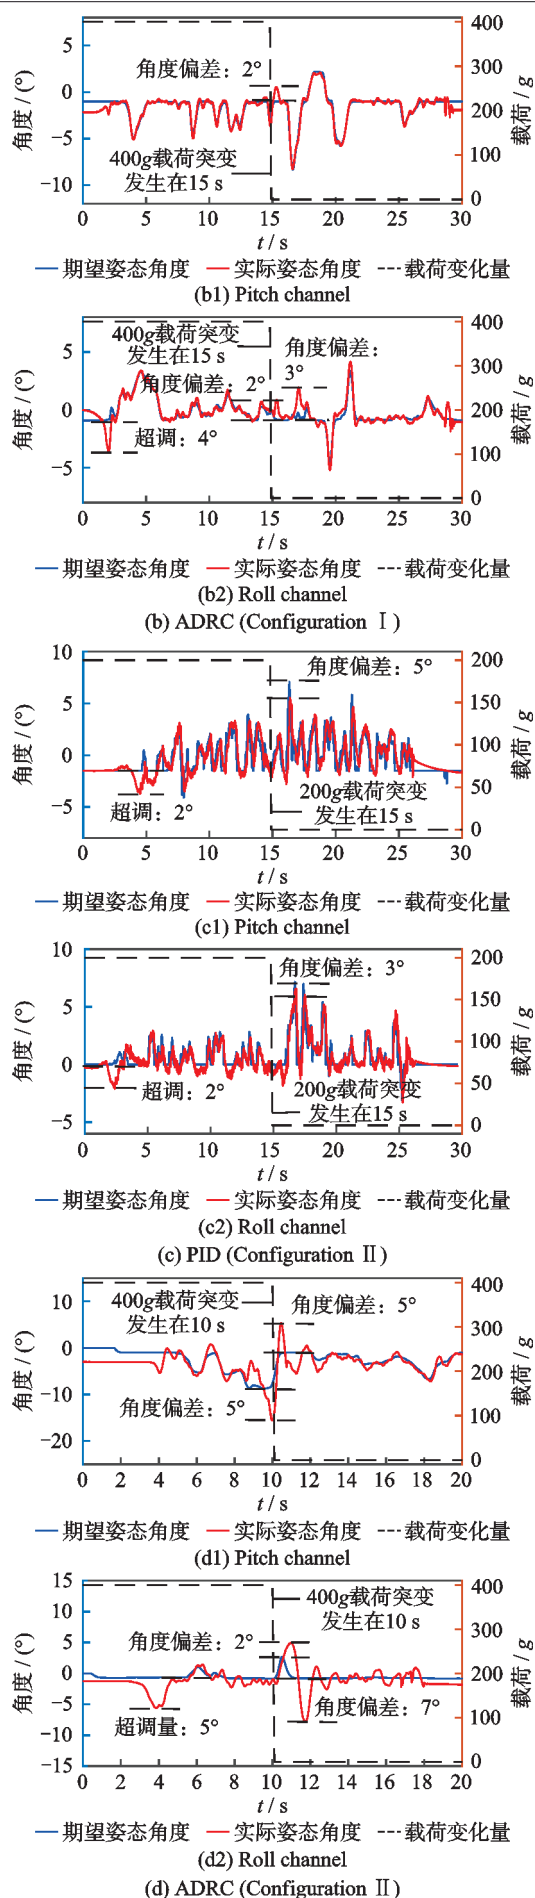 角度偏差：2°
400g载荷突变
发生在15 s
角度 / (°)
载荷 / g
5
0
−5
−10
400
300
200
100
0
0 5 10 15 20 25 30
t / s
期望姿态角度 实际姿态角度 载荷变化量
(b1) Pitch channel
400g载荷突变
发生在15 s
角度偏差：
角度偏差：2° 3°
超调：4°
角度 / (°)
载荷 / g
5
0
−5
400
300
200
100
0
0 5 10 15 20 25 30
t / s
期望姿态角度 实际姿态角度 载荷变化量
(b2) Roll channel
(b) ADRC (Configuration Ⅰ)
角度偏差：5°
超调：2°
200g载荷突变
发生在15 s
角度 / (°)
载荷 / g
10
5
0
−5
200
150
100
50
0
0 5 10 15 20 25 30
t / s
期望姿态角度 实际姿态角度 载荷变化量
(c1) Pitch channel
角度偏差：3°
超调：2°
200g载荷突变
发生在15 s
角度 / (°)
载荷 / g
10
5
0
−5
200
150
100
50
0
0 5 10 15 20 25 30
t / s
期望姿态角度 实际姿态角度 载荷变化量
(c2) Roll channel
(c) PID (Configuration Ⅱ)
400g载荷突变
发生在10 s
角度偏差：5°
角度偏差：5°
角度 / (°)
载荷 / g
10
0
−10
−20
400
300
200
100
0
0 2 4 6 8 10 12 14 16 18 20
t / s
期望姿态角度 实际姿态角度 载荷变化量
(d1) Pitch channel
400g载荷突变
发生在10 s
角度偏差：2°
超调量：5°
角度偏差：7°
角度 / (°)
载荷 / g
15
10
5
0
−5
−10
−15
400
300
200
100
0
0 2 4 6 8 10 12 14 16 18 20
t / s
期望姿态角度 实际姿态角度 载荷变化量
(d2) Roll channel
(d) ADRC (Configuration Ⅱ)